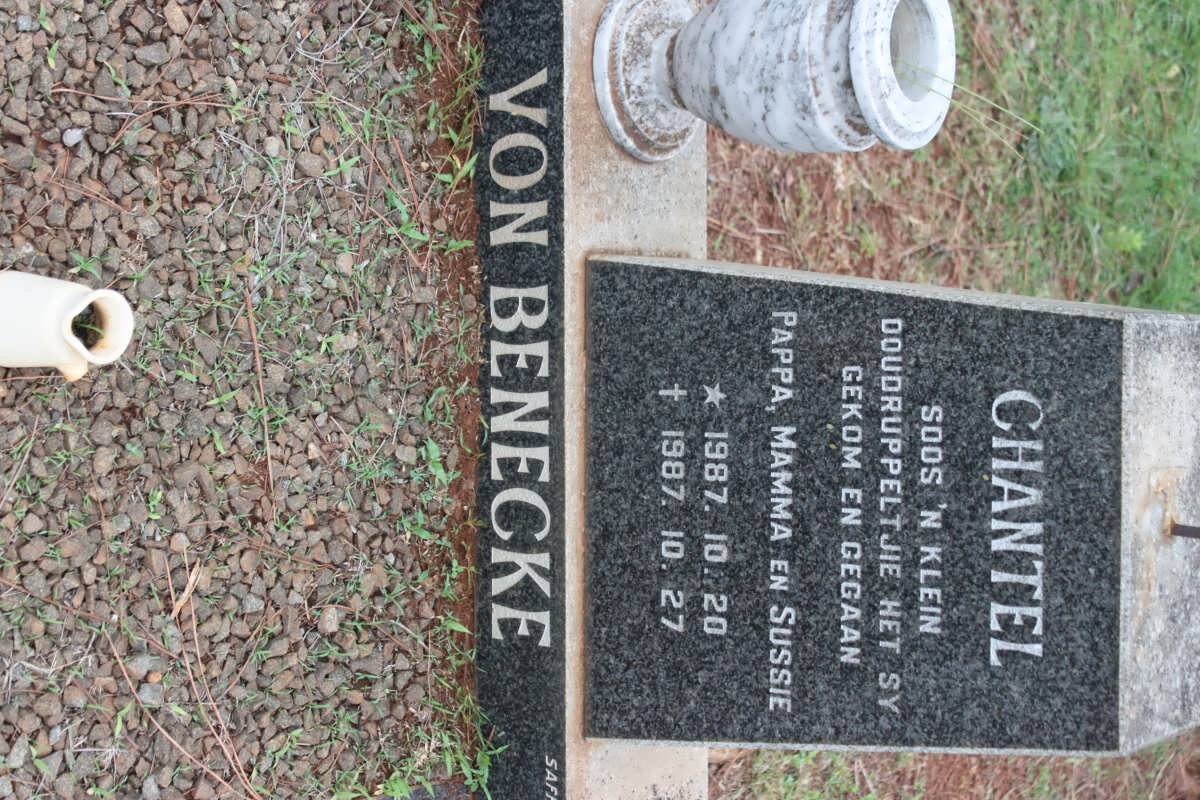 CHANTEL
SOOS 'N KLEIN
DOUDRUPPELTJIE HET SY
GEKOM EN GEGAAN
PAPPA, MAMMA EN SUSSIE
★ 1987. 10. 20
† 1987. 10. 27
VON BENECKE